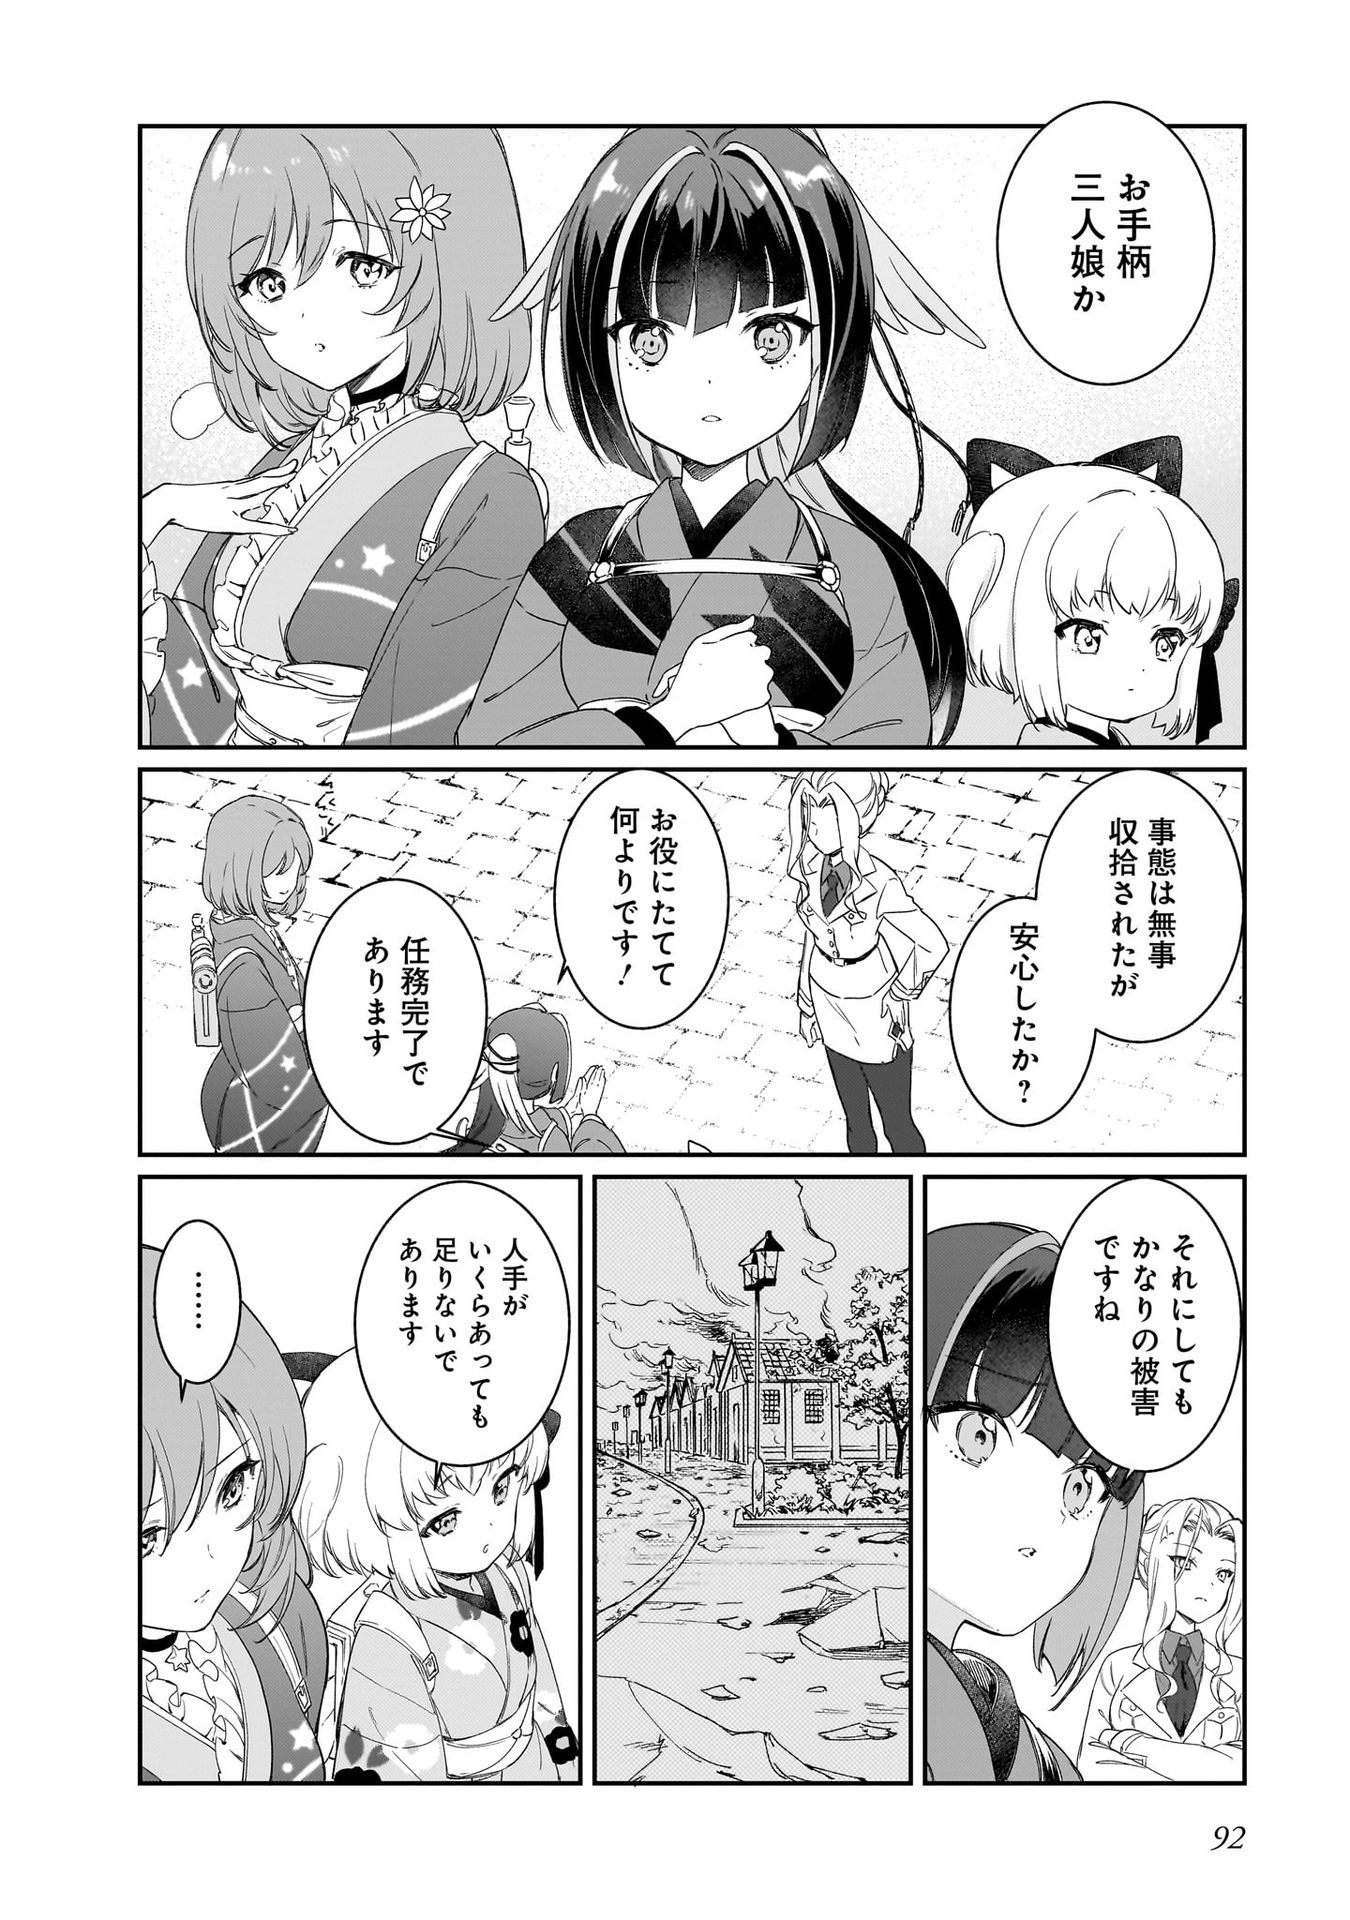 お手柄
三人娘か
事態は無事
収拾されたが
安心したか?
お役にたてて
何よりです!
任務完了で
あります
それにしても
かなりの被害
ですね
人手が
いくらあっても
足りないで
あります
……
92